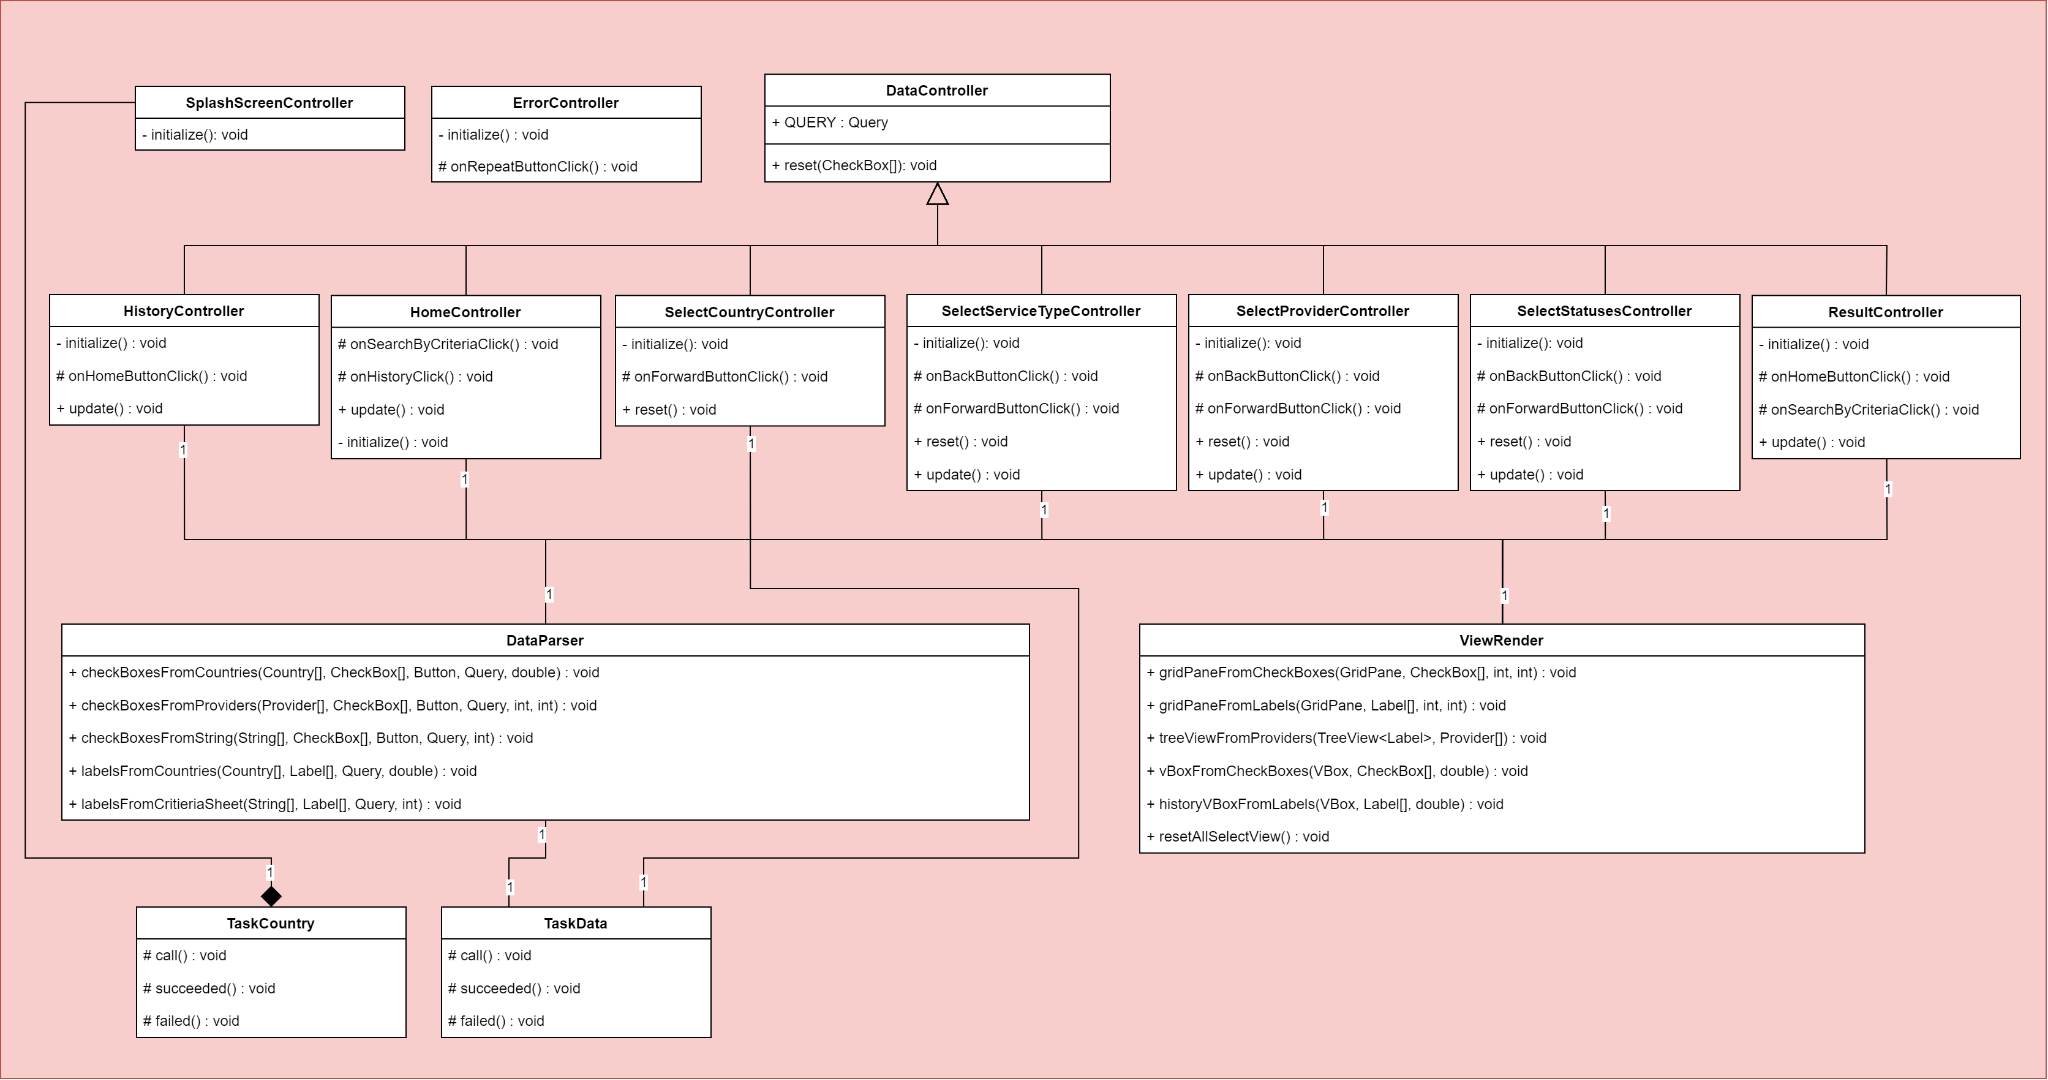 SplashScreenController
- initialize(): void
ErrorController
- initialize() : void
# onRepeatButtonClick() : void
DataController
+ QUERY : Query
+ reset(CheckBox[]): void
HistoryController
- initialize() : void
# onHomeButtonClick() : void
+ update() : void
1
HomeController
# onSearchByCriteriaClick() : void
# onHistoryClick() : void
+ update() : void
- initialize() : void
1
SelectCountryController
- initialize(): void
# onForwardButtonClick() : void
+ reset() : void
1
SelectServiceTypeController
- initialize(): void
# onBackButtonClick() : void
# onForwardButtonClick() : void
+ reset() : void
+ update() : void
1
SelectProviderController
- initialize(): void
# onBackButtonClick() : void
# onForwardButtonClick() : void
+ reset() : void
+ update() : void
1
SelectStatusesController
- initialize(): void
# onBackButtonClick() : void
# onForwardButtonClick() : void
+ reset() : void
+ update() : void
1
ResultController
- initialize() : void
# onHomeButtonClick() : void
# onSearchByCriteriaClick() : void
+ update() : void
1
1
DataParser
+ checkBoxesFromCountries(Country[], CheckBox[], Button, Query, double) : void
+ checkBoxesFromProviders(Provider[], CheckBox[], Button, Query, int, int) : void
+ checkBoxesFromString(String[], CheckBox[], Button, Query, int) : void
+ labelsFromCountries(Country[], Label[], Query, double) : void
+ labelsFromCritieriaSheet(String[], Label[], Query, int) : void
1
1
ViewRender
+ gridPaneFromCheckBoxes(GridPane, CheckBox[], int, int) : void
+ gridPaneFromLabels(GridPane, Label[], int, int) : void
+ treeViewFromProviders(TreeView<Label>, Provider[]) : void
+ vBoxFromCheckBoxes(VBox, CheckBox[], double) : void
+ historyVBoxFromLabels(VBox, Label[], double) : void
+ resetAllSelectView() : void
1
TaskCountry
# call() : void
# succeeded() : void
# failed() : void
1
1
TaskData
# call() : void
# succeeded() : void
# failed() : void